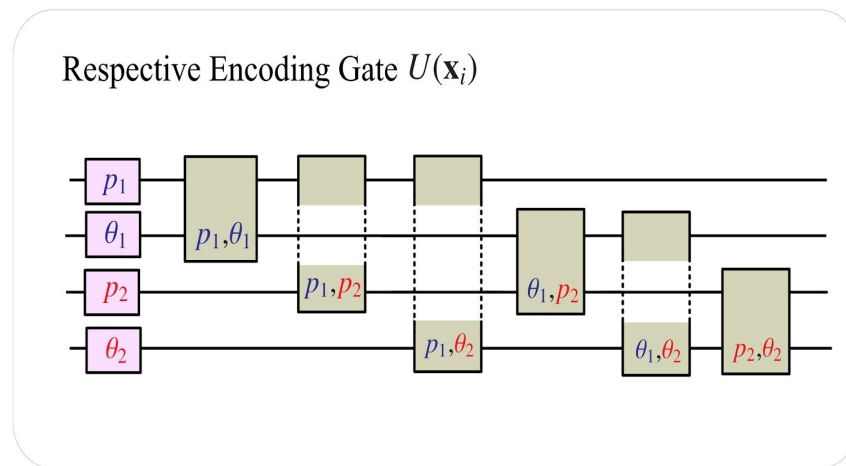 Respective Encoding Gate U(𝐱ᵢ)
p₁
θ₁ p₁,θ₁
p₂ p₁,p₂ θ₁,p₂
θ₂ p₁,θ₂ θ₁,θ₂ p₂,θ₂